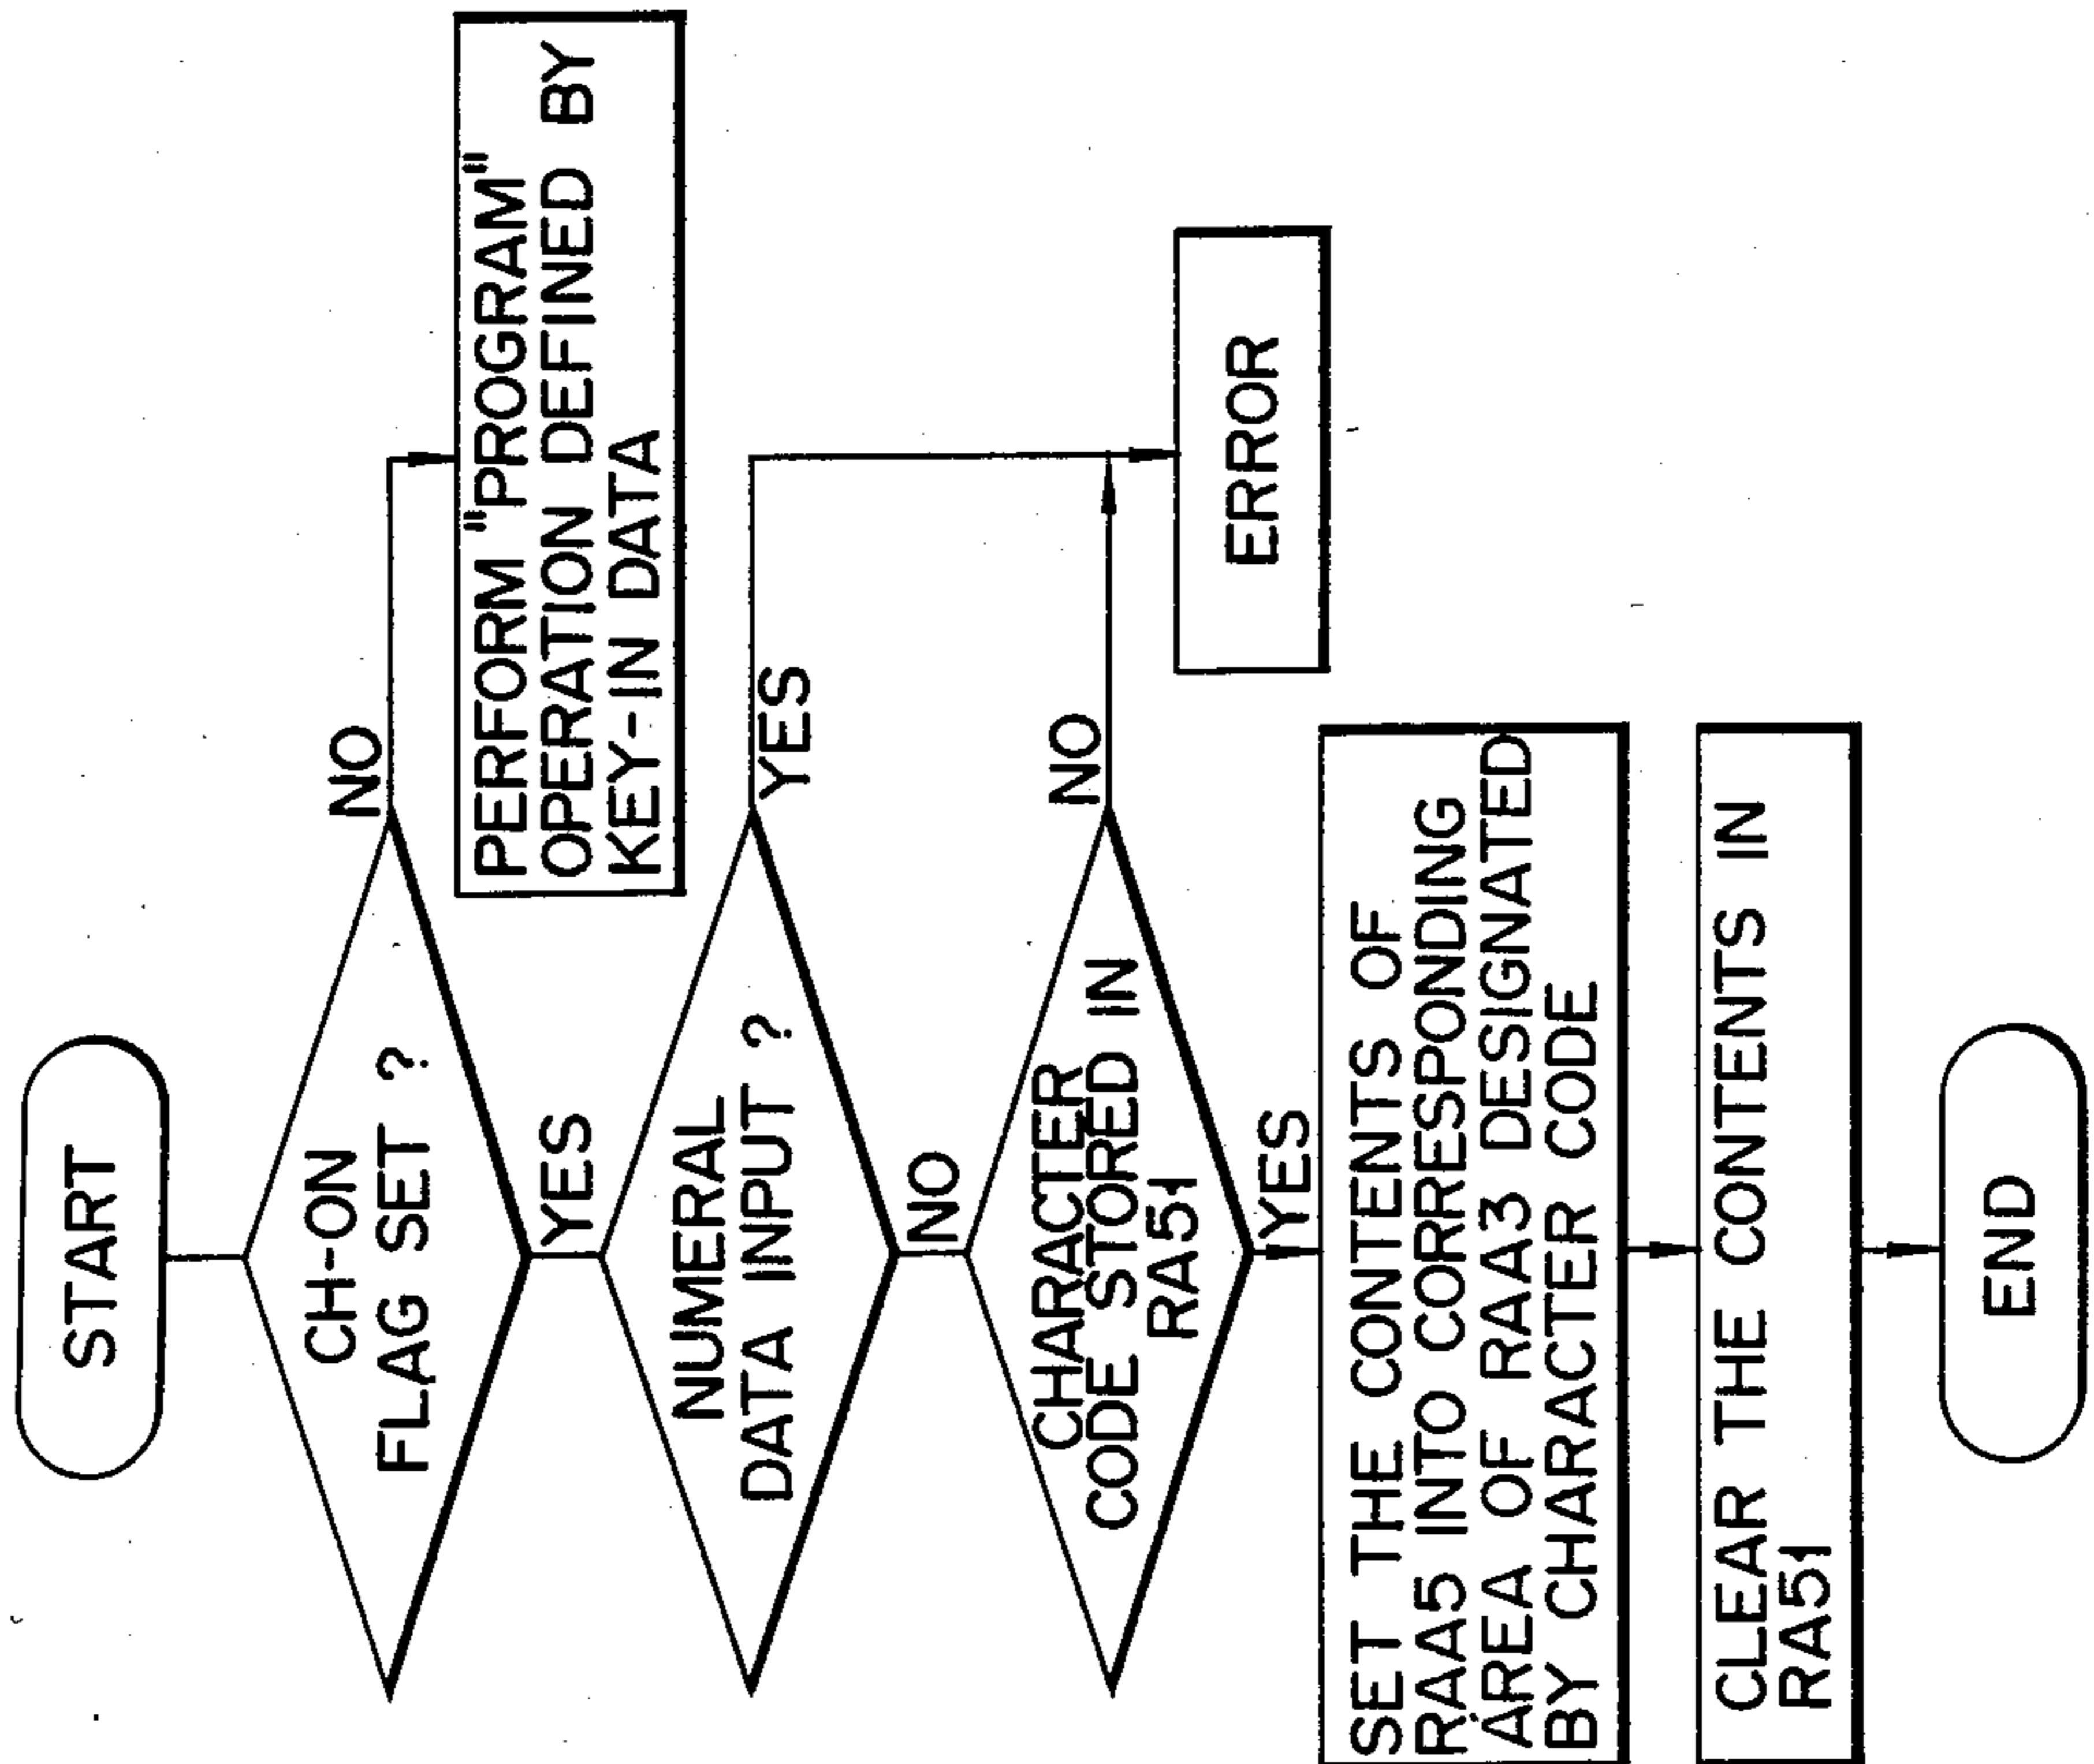 START
CH-ON
FLAG SET ?
NO
PERFORM "PROGRAM"
OPERATION DEFINED BY
KEY-IN DATA
YES
NUMERAL
DATA INPUT ?
YES
NO
CHARACTER
CODE STORED IN
RA51
NO
ERROR
YES
SET THE CONTENTS OF
RAA5 INTO CORRESPONDING
AREA OF RAA3 DESIGNATED
BY CHARACTER CODE
CLEAR THE CONTENTS IN
RA51
END